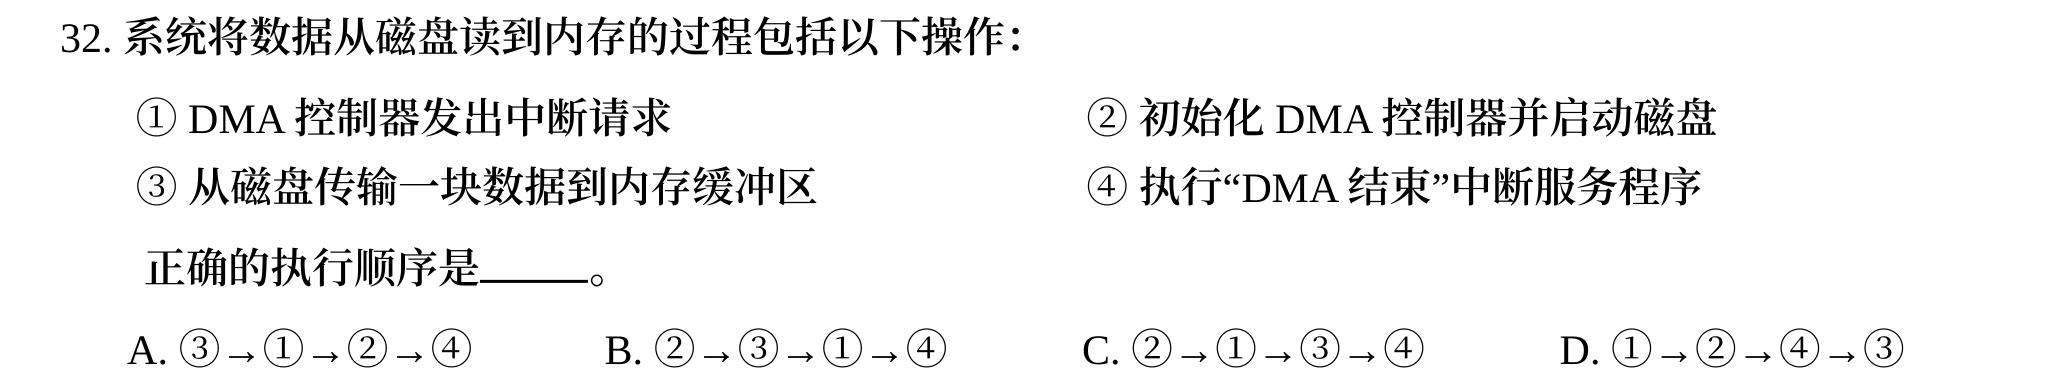 32. 系统将数据从磁盘读到内存的过程包括以下操作：
① DMA 控制器发出中断请求 ② 初始化 DMA 控制器并启动磁盘
③ 从磁盘传输一块数据到内存缓冲区 ④ 执行“DMA 结束”中断服务程序
正确的执行顺序是_____。
A. ③→①→②→④ B. ②→③→①→④ C. ②→①→③→④ D. ①→②→④→③